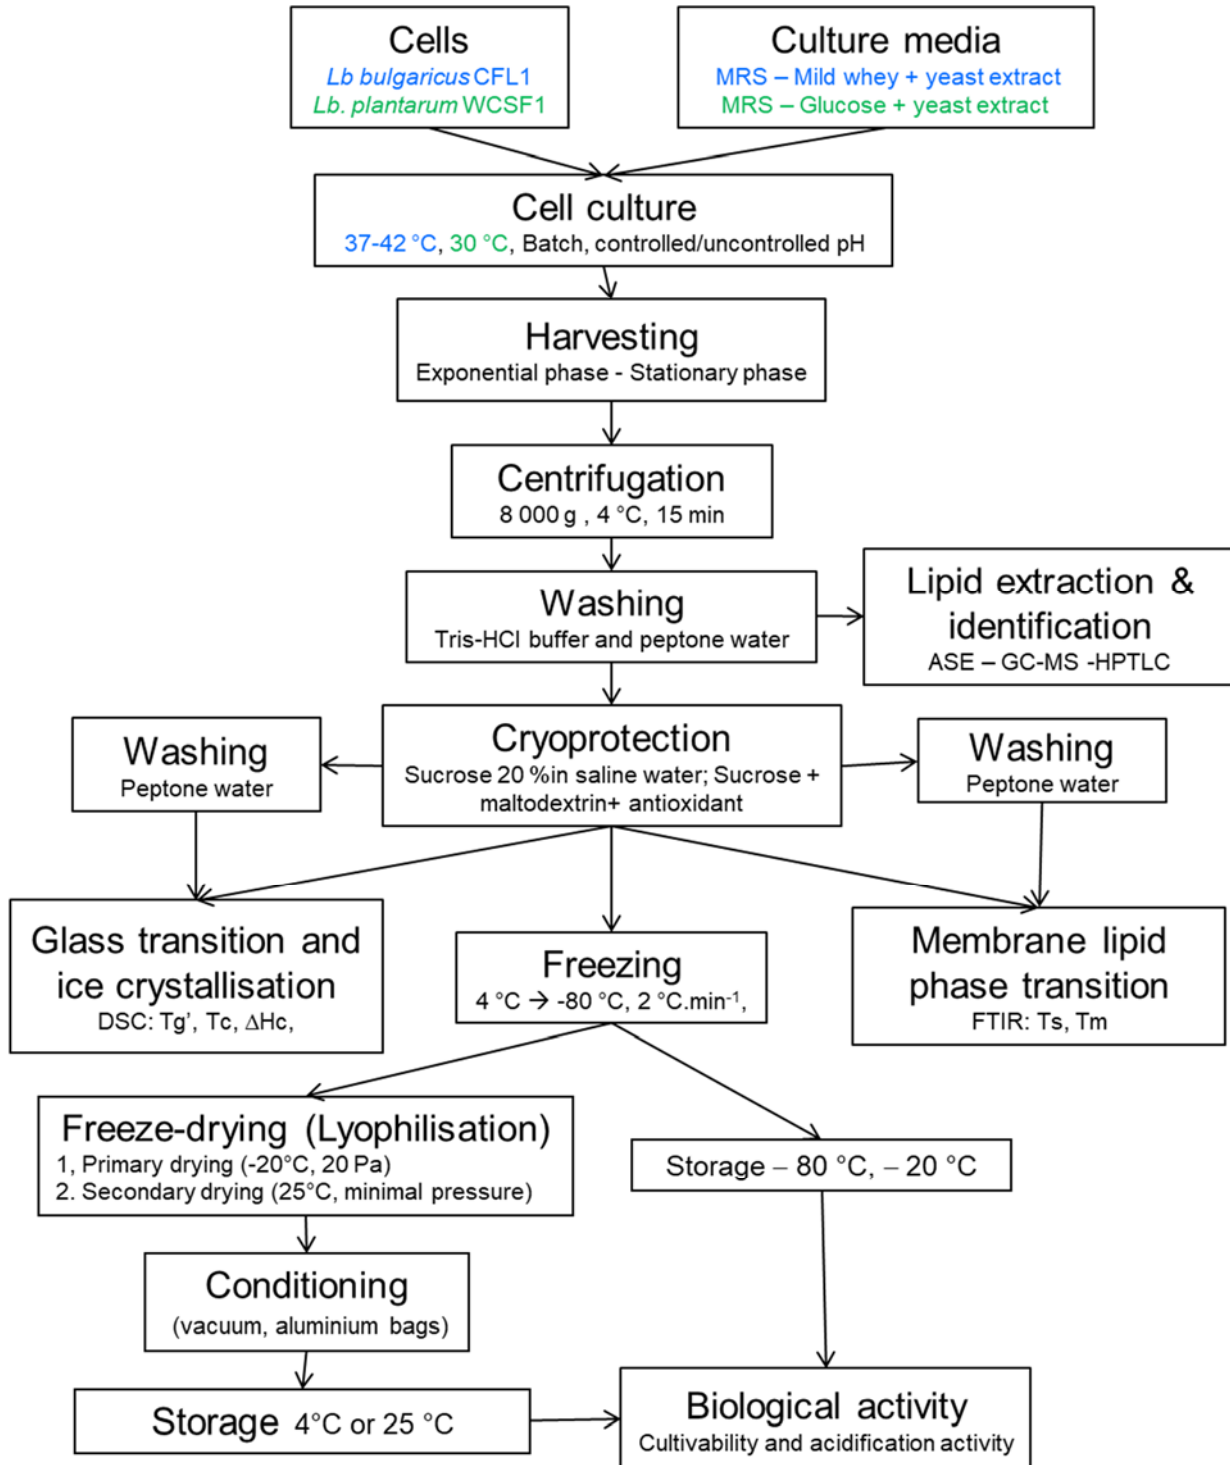 Cells
Lb bulgaricus CFL1
Lb. plantarum WCSF1
Culture media
MRS – Mild whey + yeast extract
MRS – Glucose + yeast extract
Cell culture
37-42 °C, 30 °C, Batch, controlled/uncontrolled pH
Harvesting
Exponential phase - Stationary phase
Centrifugation
8 000 g , 4 °C, 15 min
Washing
Tris-HCl buffer and peptone water
Lipid extraction &
identification
ASE – GC-MS -HPTLC
Washing
Peptone water
Cryoprotection
Sucrose 20 %in saline water; Sucrose +
maltodextrin+ antioxidant
Washing
Peptone water
Glass transition and
ice crystallisation
DSC: Tg’, Tc, ΔHc,
Freezing
4 °C → -80 °C, 2 °C.min⁻¹,
Membrane lipid
phase transition
FTIR: Ts, Tm
Freeze-drying (Lyophilisation)
1, Primary drying (-20°C, 20 Pa)
2. Secondary drying (25°C, minimal pressure)
Storage – 80 °C, – 20 °C
Conditioning
(vacuum, aluminium bags)
Storage 4°C or 25 °C
Biological activity
Cultivability and acidification activity